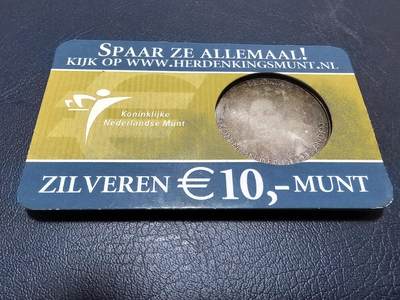 SPAAR ZE ALLEMAAL!
KIJK OP WWW.HERDENKINGSMUNT.NL
Koninklijke
Nederlandse Munt
ZILVEREN €10,- MUNT